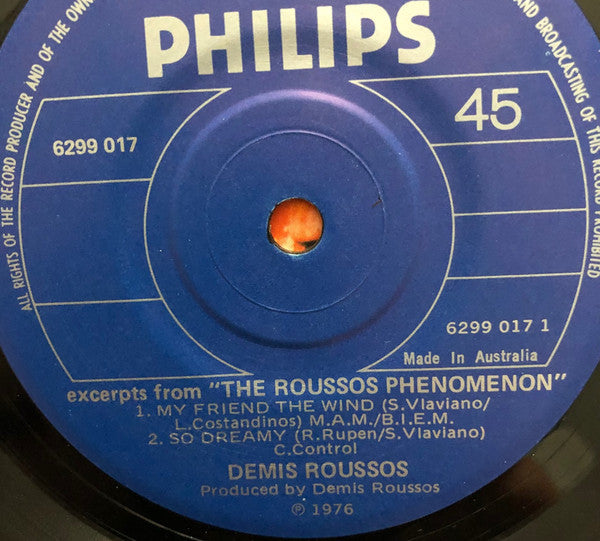 ALL RIGHTS OF THE RECORD PRODUCER AND OF THE OWN
AND BROADCASTING OF THIS RECORD PROHIBITED
PHILIPS
45
6299 017
6299 017 1
Made In Australia
excerpts from "THE ROUSSOS PHENOMENON"
1. MY FRIEND THE WIND (S.Vlaviano/
L.Costandinos) M.A.M./B.I.E.M.
2. SO DREAMY (R.Rupen/S.Vlaviano)
C.Control
DEMIS ROUSSOS
Produced by Demis Roussos
℗ 1976